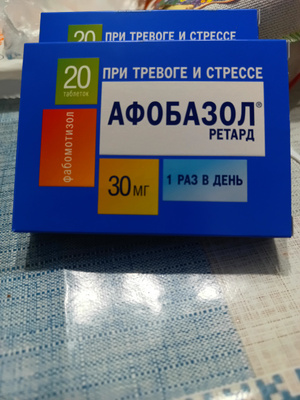 20 ПРИ ТРЕВОГЕ И СТРЕССЕ
20
таблеток
ПРИ ТРЕВОГЕ И СТРЕССЕ
АФОБАЗОЛ®
РЕТАРД
фабомотизол
30 мг
1 РАЗ В ДЕНЬ